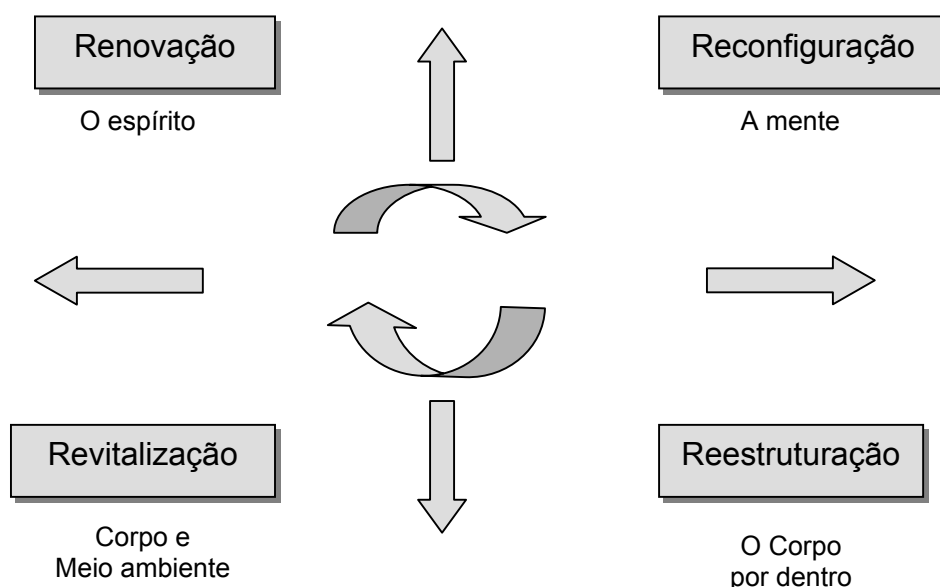 Renovação
Reconfiguração
O espírito
A mente
Revitalização
Reestruturação
Corpo e
Meio ambiente
O Corpo
por dentro